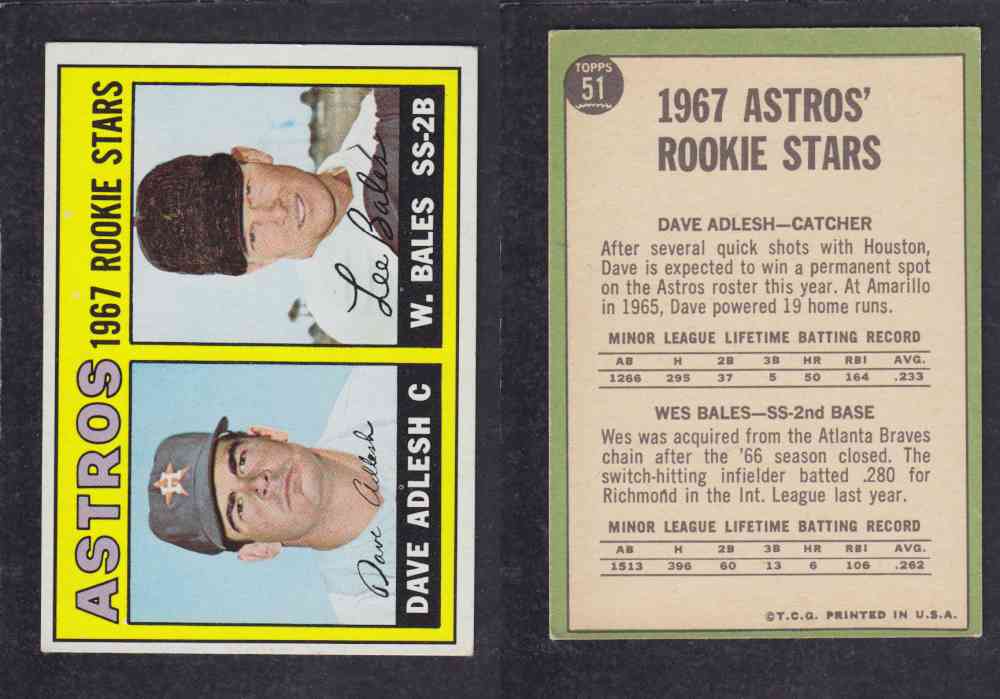 ASTROS 1967 ROOKIE STARS
Lee Bales
W. BALES SS-2B
H
Dave Adlesh
DAVE ADLESH C
TOPPS
51
1967 ASTROS’
ROOKIE STARS
DAVE ADLESH—CATCHER
After several quick shots with Houston,
Dave is expected to win a permanent spot
on the Astros roster this year. At Amarillo
in 1965, Dave powered 19 home runs.
MINOR LEAGUE LIFETIME BATTING RECORD
AB H 2B 3B HR RBI AVG.
1266 295 37 5 50 164 .233
WES BALES—SS-2nd BASE
Wes was acquired from the Atlanta Braves
chain after the ’66 season closed. The
switch-hitting infielder batted .280 for
Richmond in the Int. League last year.
MINOR LEAGUE LIFETIME BATTING RECORD
AB H 2B 3B HR RBI AVG.
1513 396 60 13 6 106 .262
©T.C.G. PRINTED IN U.S.A.